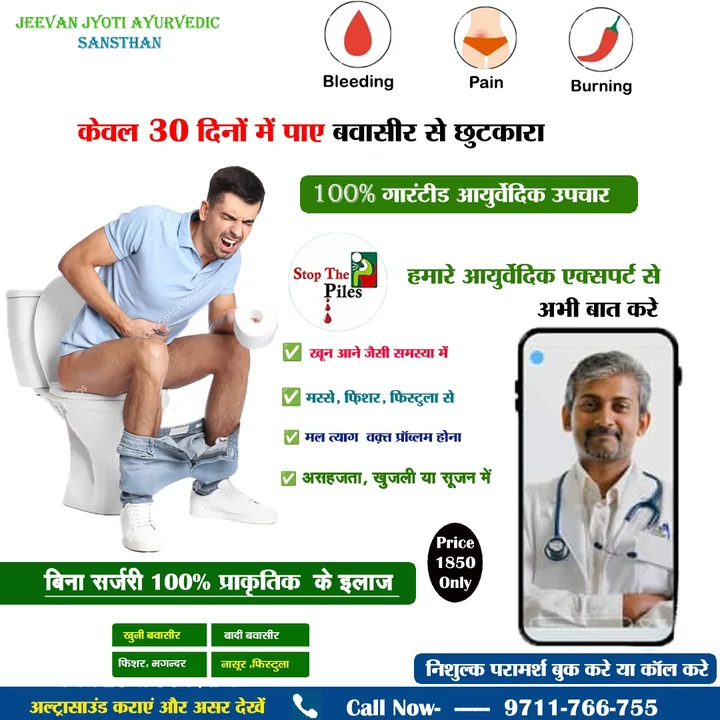 JEEVAN JYOTI AYURVEDIC
SANSTHAN
Bleeding
Pain
Burning
केवल 30 दिनों में पाए बवासीर से छुटकारा
100% गारंटीड आयुर्वेदिक उपचार
Stop The
Piles
हमारे आयुर्वेदिक एक्सपर्ट से
अभी बात करे
खून आने जैसी समस्या में
मस्से, फि़शर, फिस्टुला से
मल त्याग वक़्त प्रॉब्लम होना
असहजता, खुजली या सूजन में
Price
1850
Only
बिना सर्जरी 100% प्राकृतिक के इलाज
खुनी बवासीर
बादी बवासीर
फिशर, भगन्दर
नासूर ,फिस्टुला
निशुल्क परामर्श बुक करे या कॉल करे
अल्ट्रासाउंड कराएं और असर देखें
Call Now- ---- 9711-766-755